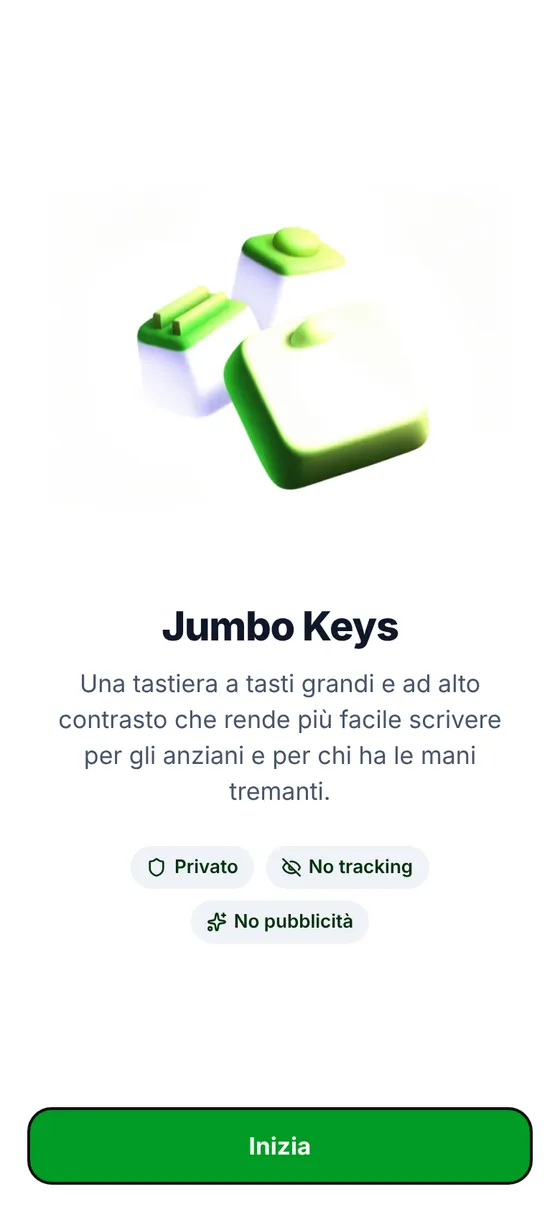 Jumbo Keys
Una tastiera a tasti grandi e ad alto
contrasto che rende più facile scrivere
per gli anziani e per chi ha le mani
tremanti.
Privato
No tracking
No pubblicità
Inizia